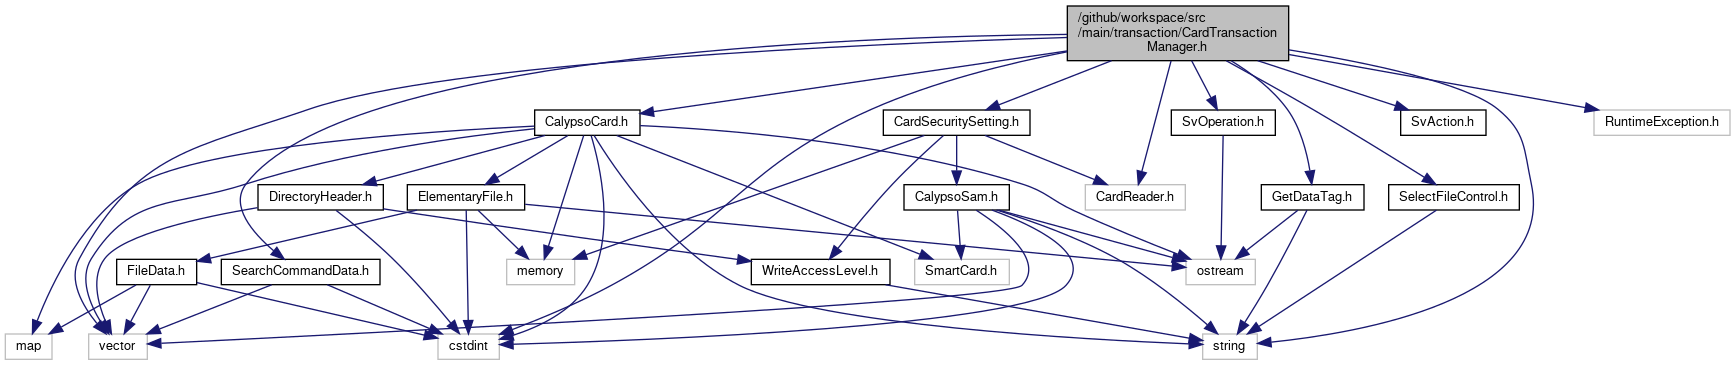 /github/workspace/src
/main/transaction/CardTransaction
Manager.h
CalypsoCard.h
CardSecuritySetting.h
SvOperation.h
SvAction.h
RuntimeException.h
DirectoryHeader.h
ElementaryFile.h
CalypsoSam.h
CardReader.h
GetDataTag.h
SelectFileControl.h
FileData.h
SearchCommandData.h
memory
WriteAccessLevel.h
SmartCard.h
ostream
map
vector
cstdint
string